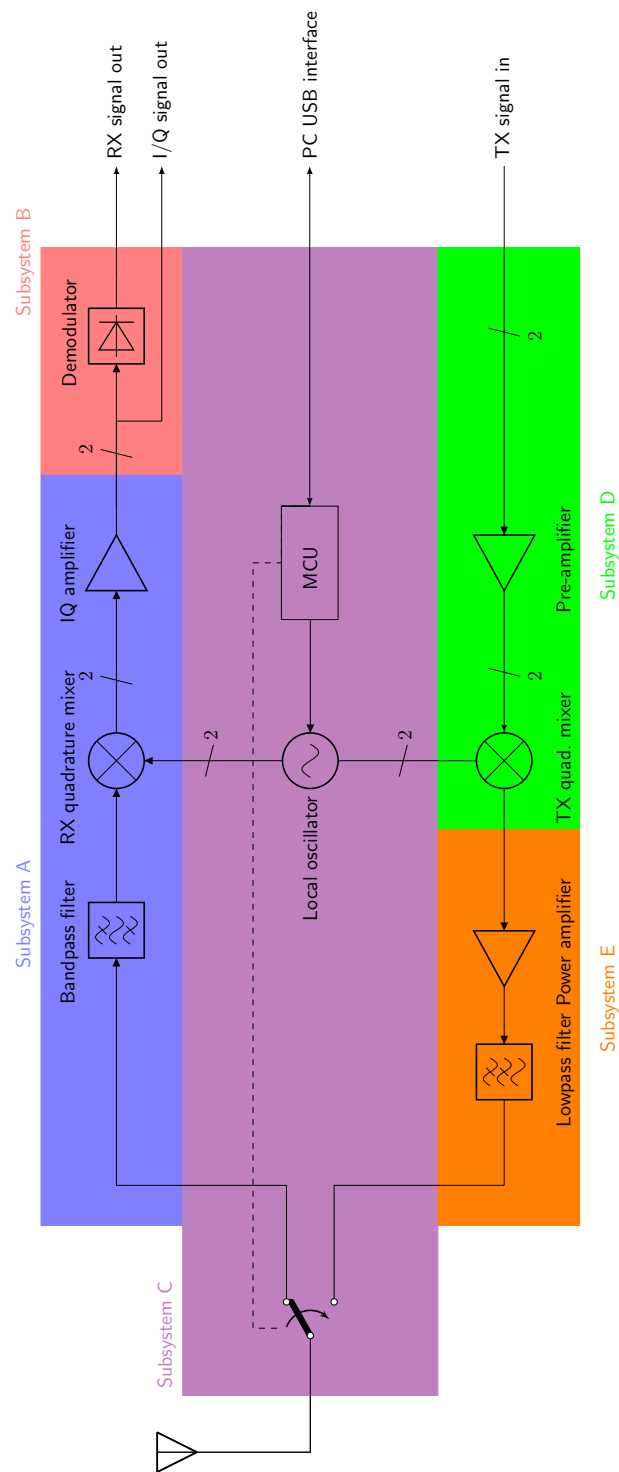 Subsystem B
RX signal out
I/Q signal out
Demodulator
2
IQ amplifier
2
RX quadrature mixer
Subsystem A
Bandpass filter
PC USB interface
MCU
2
2
Local oscillator
Subsystem C
TX signal in
2
Subsystem D
Pre-amplifier
2
TX quad. mixer
Lowpass filter Power amplifier
Subsystem E